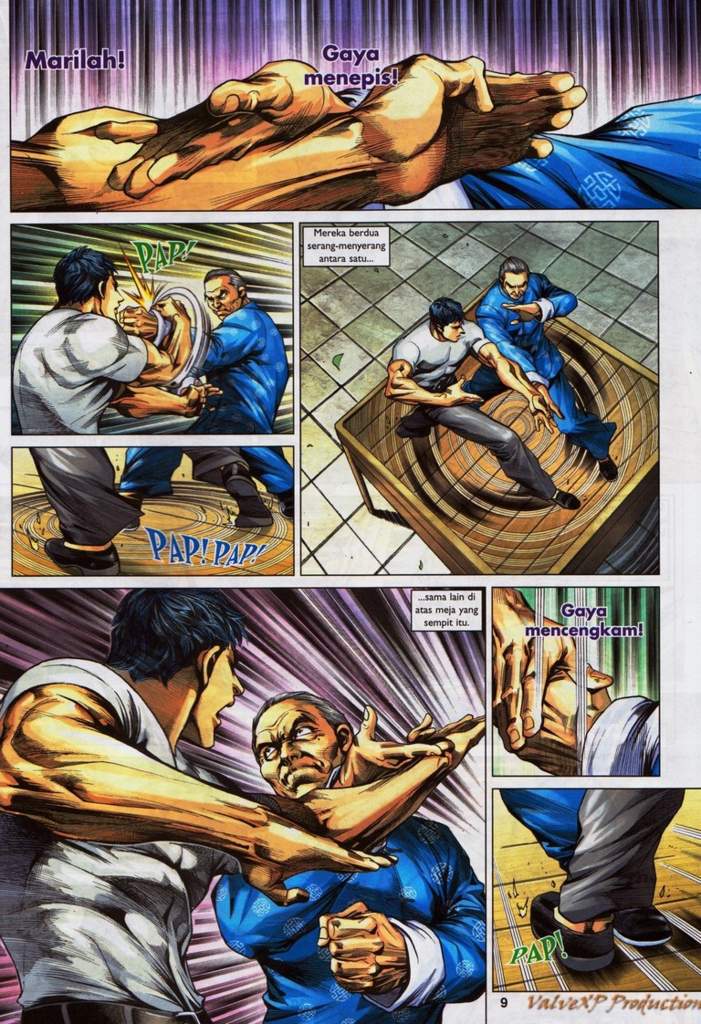 Marilah!
Gaya
menepis!
PAP!
Mereka berdua
serang-menyerang
antara satu...
PAP! PAP!
...sama lain di
atas meja yang
sempit itu.
Gaya
mencengkam!
PAP!
9
ValveXP Production